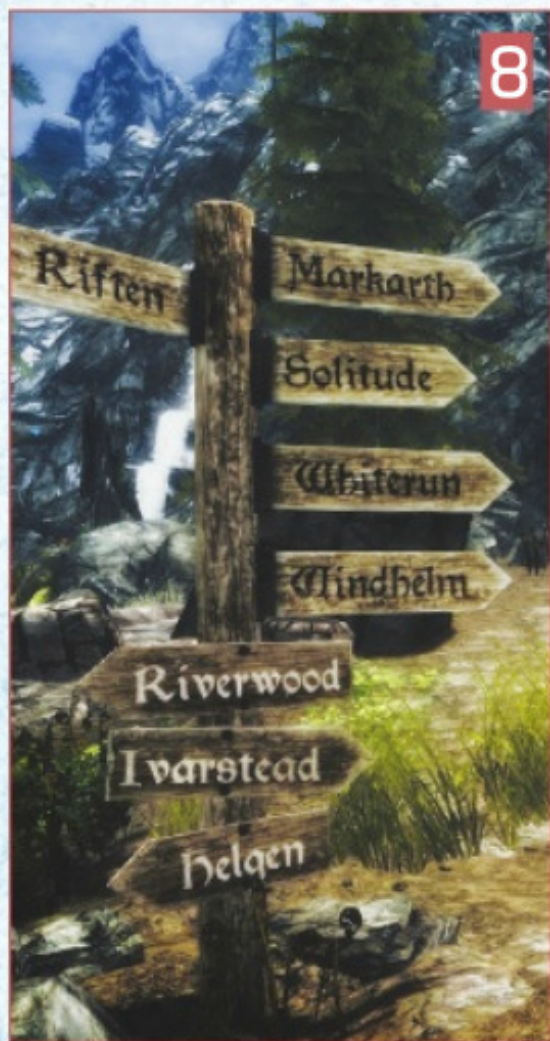 8
Riften
Markarth
Solitude
Whiterun
Windhelm
Riverwood
Ivarstead
Helgen